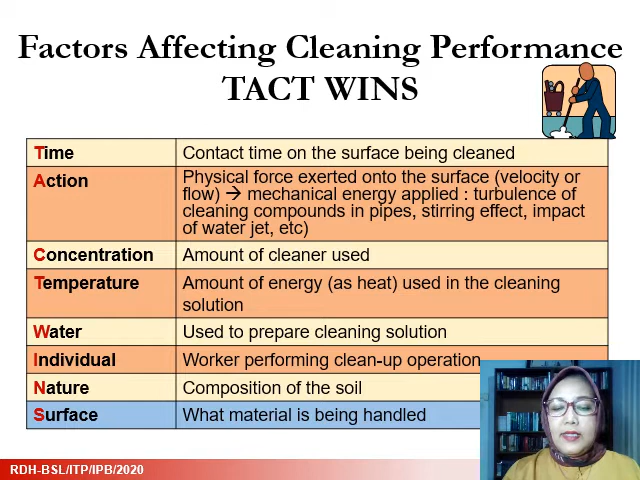 Factors Affecting Cleaning Performance
TACT WINS
Time
Contact time on the surface being cleaned
Action
Physical force exerted onto the surface (velocity or
flow) → mechanical energy applied : turbulence of
cleaning compounds in pipes, stirring effect, impact
of water jet, etc)
Concentration
Amount of cleaner used
Temperature
Amount of energy (as heat) used in the cleaning
solution
Water
Used to prepare cleaning solution
Individual
Worker performing clean-up operation
Nature
Composition of the soil
Surface
What material is being handled
RDH-BSL/ITP/IPB/2020